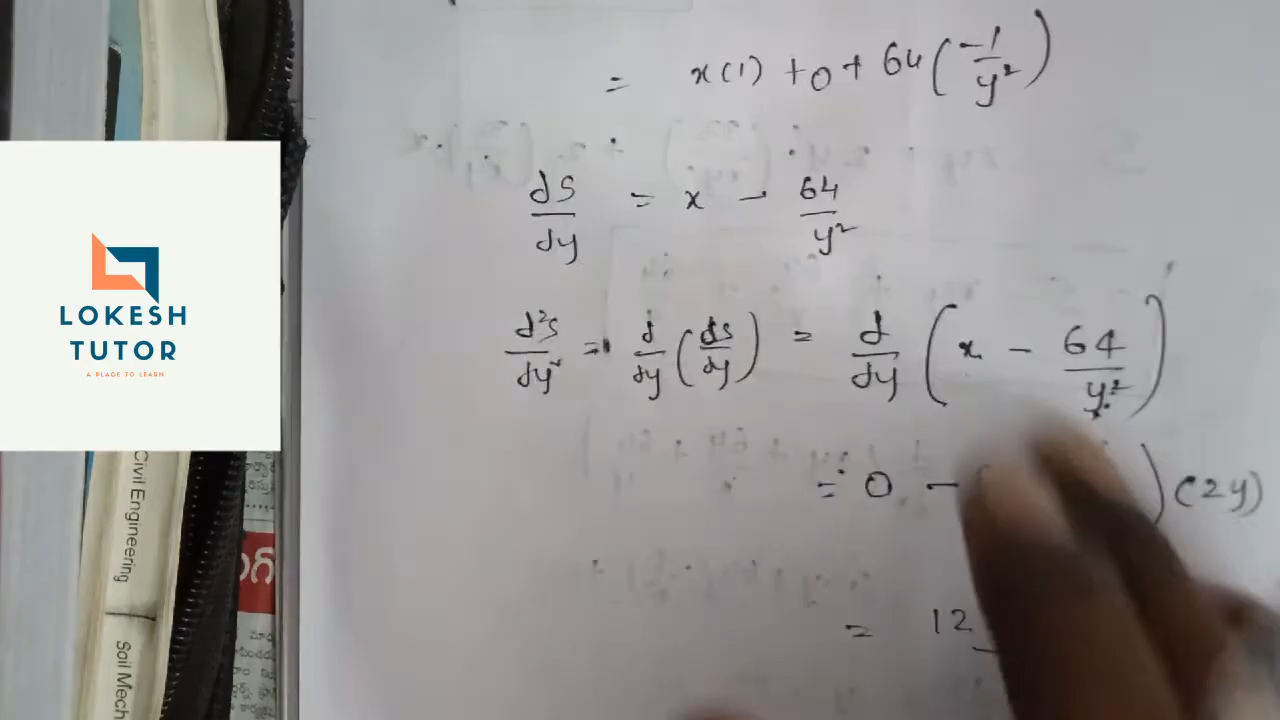 = x(1) + 0 + 64(-1/y²)
dS/dy = x - 64/y²
d²S/dy² = d/dy (dS/dy) = d/dy (x - 64/y²)
= 0 - ) (2y)
= 12
LOKESH
TUTOR
A PLACE TO LEARN
Civil Engineering
Soil Mech